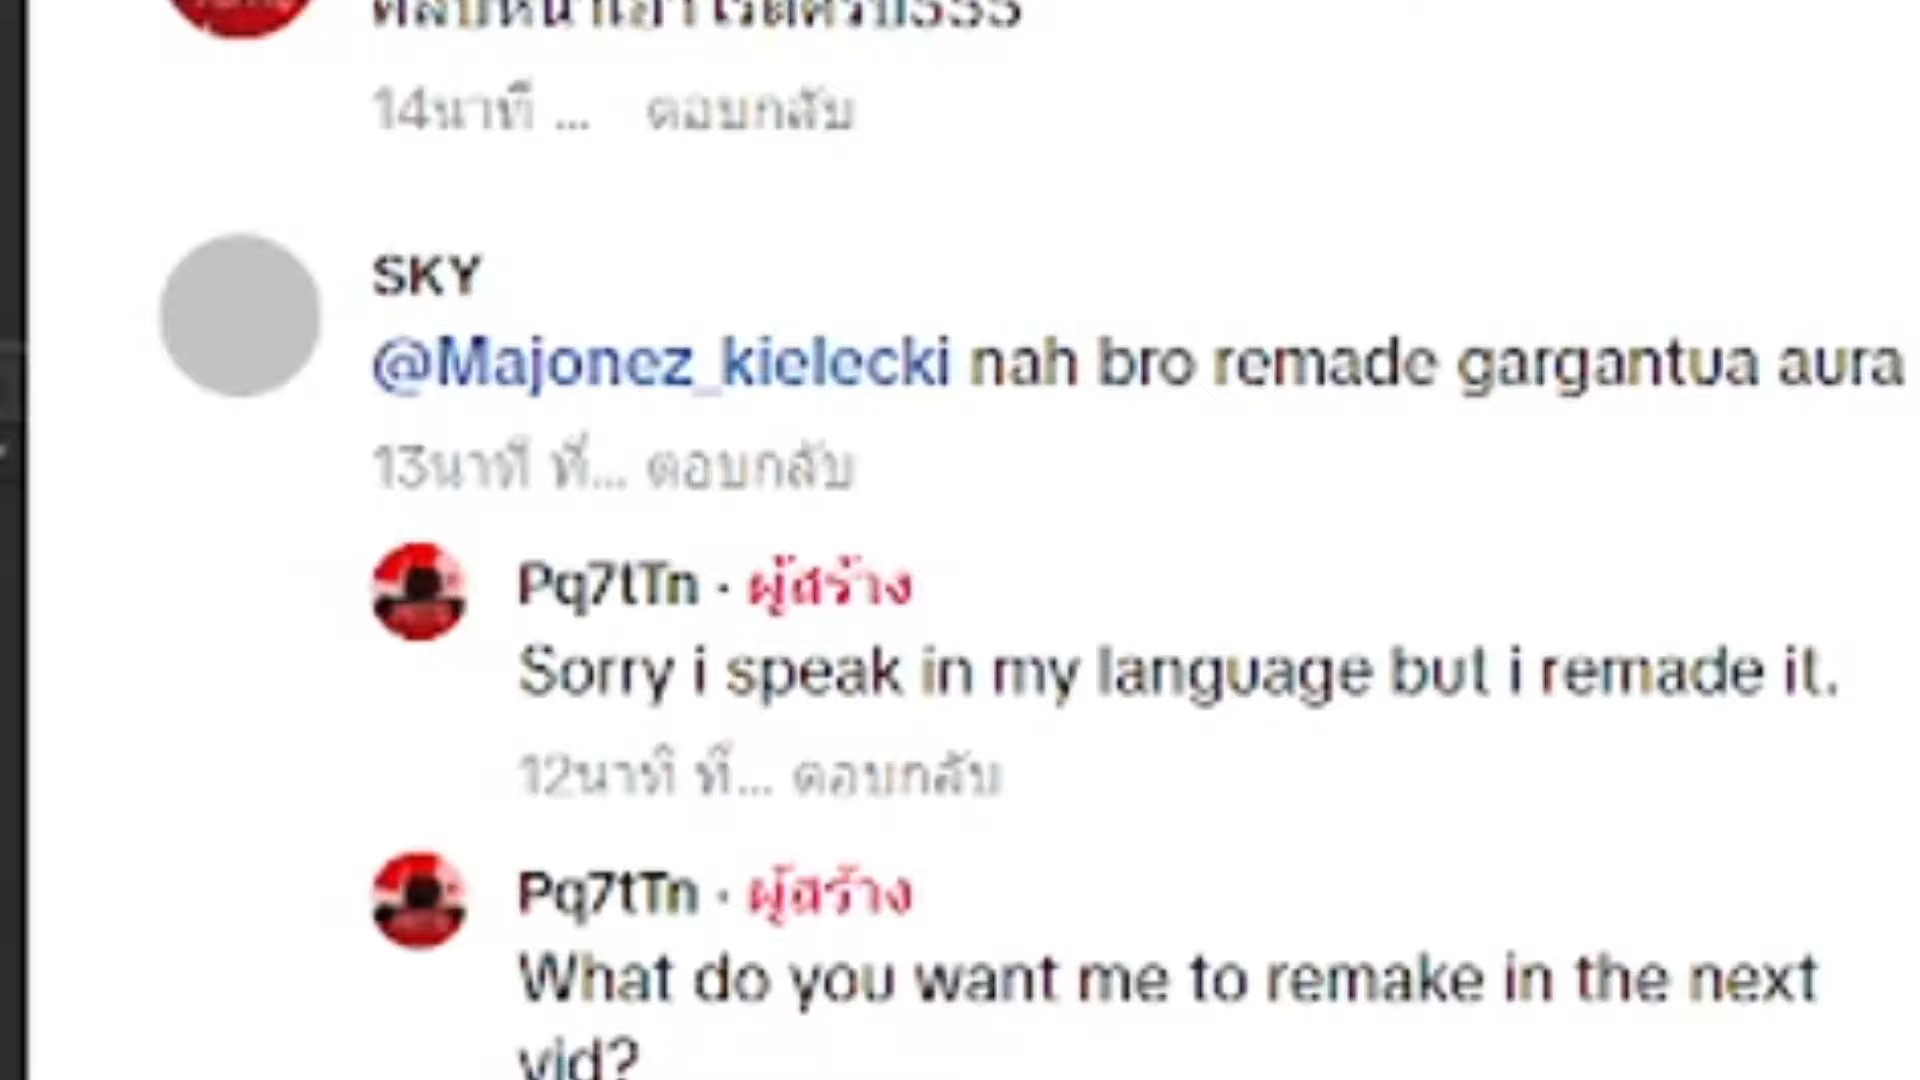 14นาที ... ตอบกลับ
SKY
@Majonez_kielecki nah bro remade gargantua aura
13นาที ที่... ตอบกลับ
Pq7tTn · ผู้สร้าง
Sorry i speak in my language but i remade it.
12นาที ที่... ตอบกลับ
Pq7tTn · ผู้สร้าง
What do you want me to remake in the next
vid?